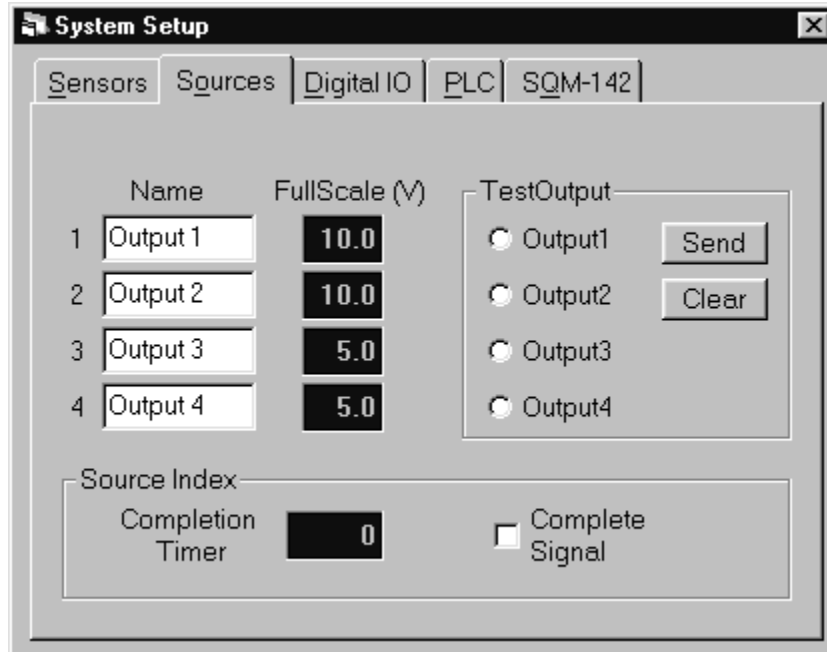 System Setup
Sensors Sources Digital IO PLC SQM-142
Name FullScale (V) TestOutput
1 Output 1 10.0 Output1 Send
2 Output 2 10.0 Output2 Clear
3 Output 3 5.0 Output3
4 Output 4 5.0 Output4
Source Index
Completion Timer 0 Complete Signal